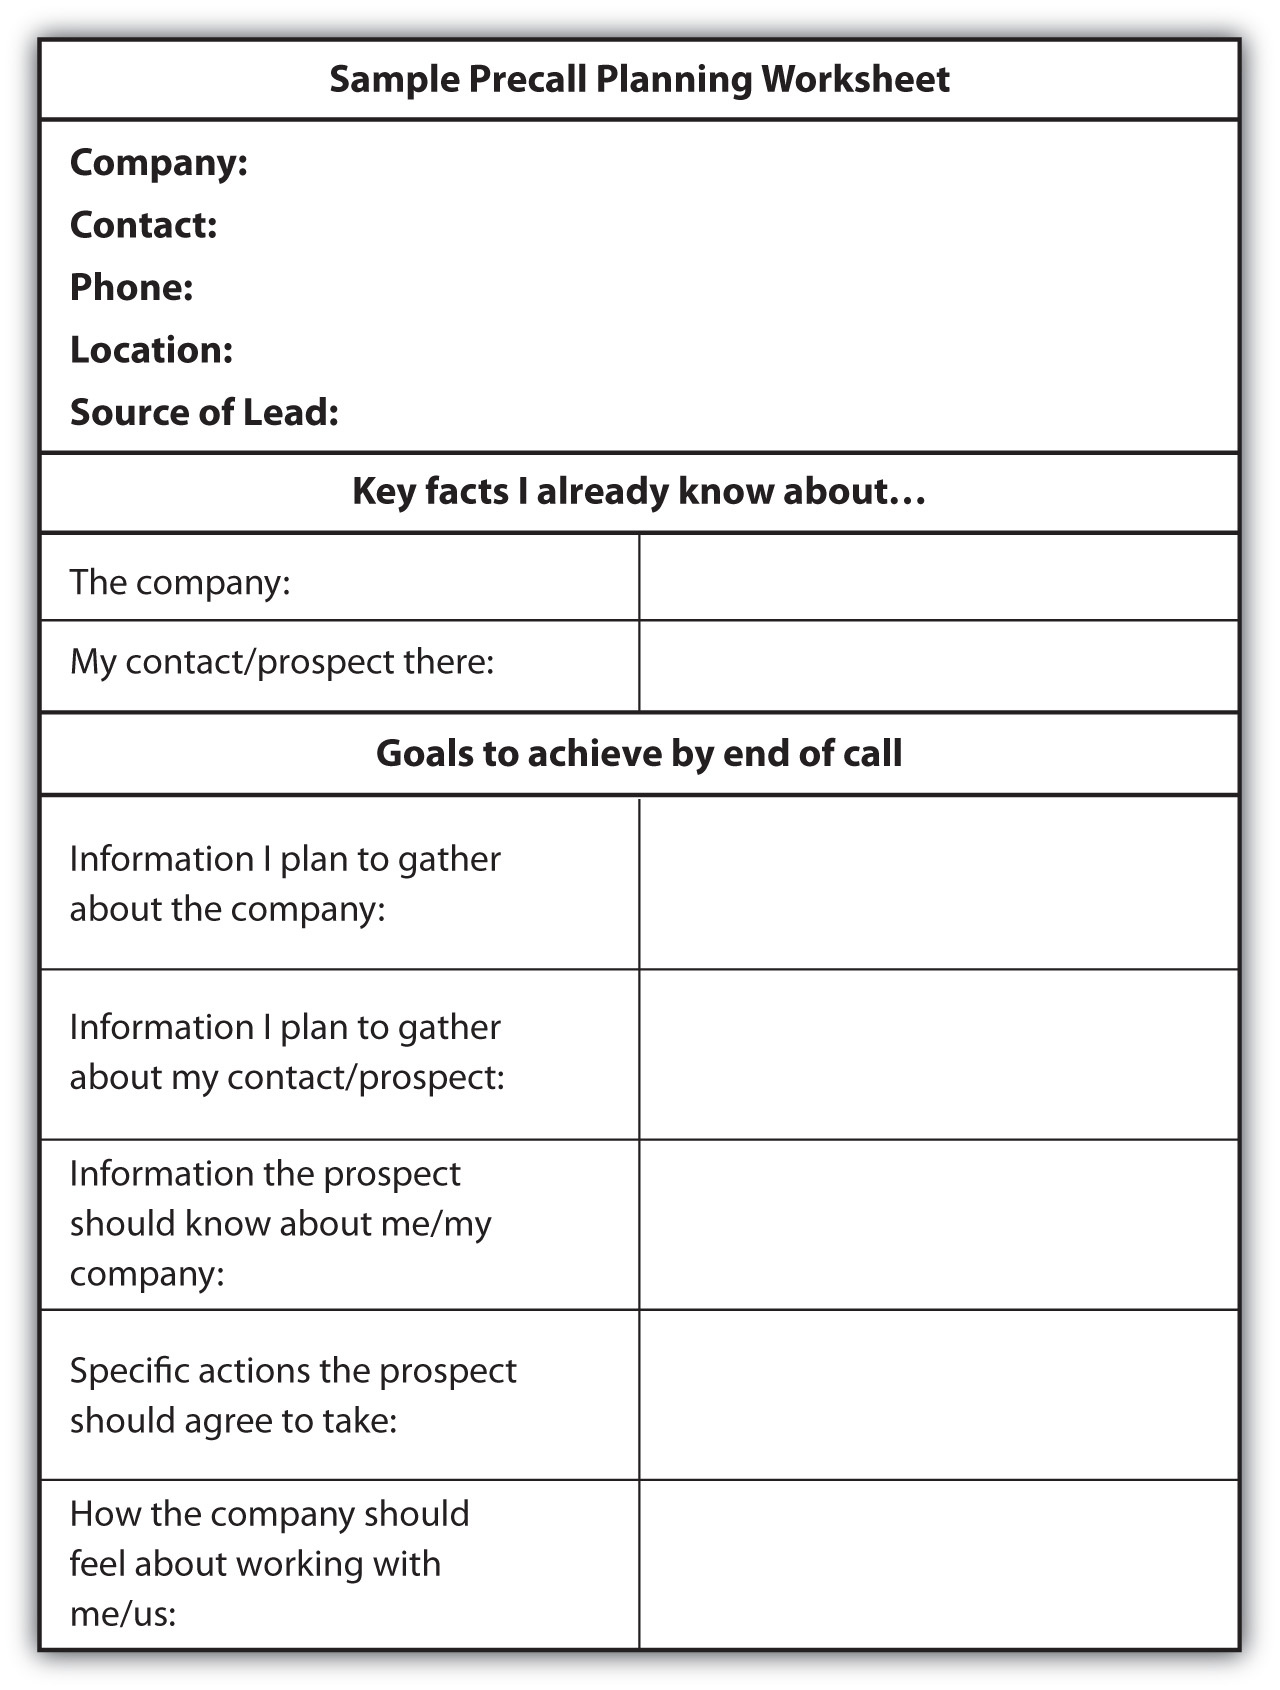 Sample Precall Planning Worksheet
Company:
Contact:
Phone:
Location:
Source of Lead:
Key facts I already know about…
The company:
My contact/prospect there:
Goals to achieve by end of call
Information I plan to gather
about the company:
Information I plan to gather
about my contact/prospect:
Information the prospect
should know about me/my
company:
Specific actions the prospect
should agree to take:
How the company should
feel about working with
me/us: